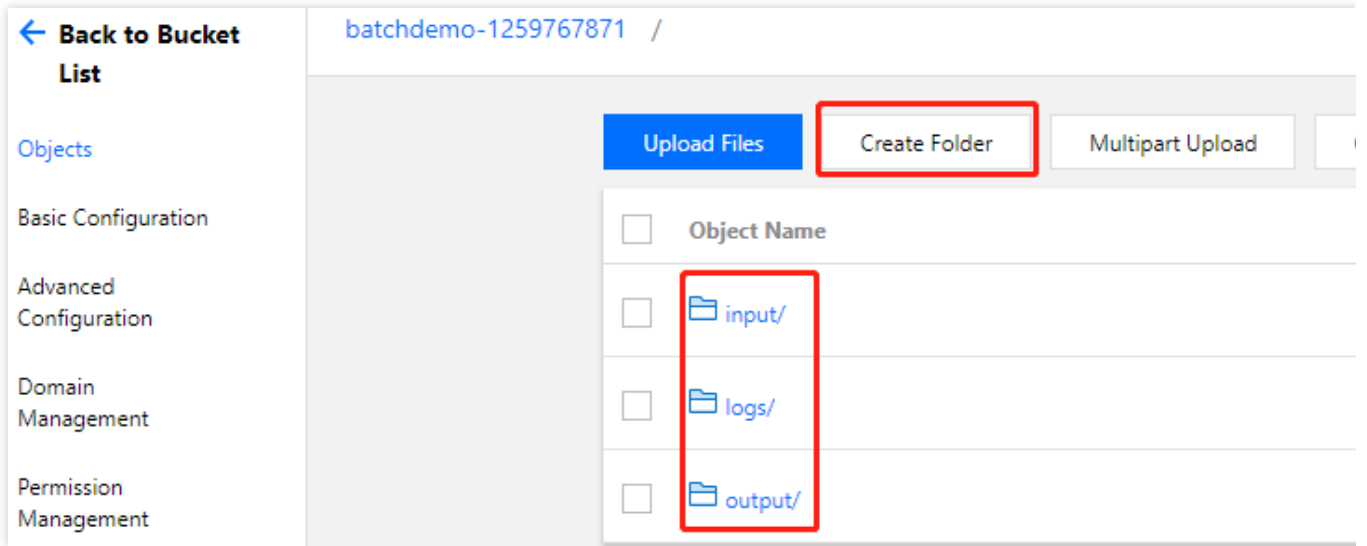 Back to Bucket
List
batchdemo-1259767871 /
Objects
Basic Configuration
Advanced
Configuration
Domain
Management
Permission
Management
Upload Files
Create Folder
Multipart Upload
Object Name
input/
logs/
output/